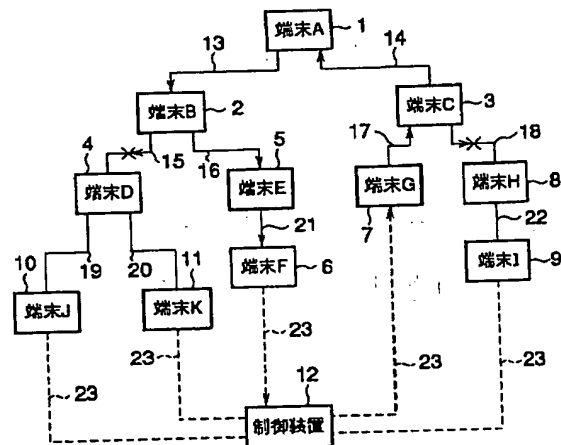 端末A 1
13 14
端末B 2
端末C 3
15 16
17 18
4 端末D
5 端末E
端末G 7
端末H 8
19 20
21 22
端末F 6
端末I 9
10 端末J
11 端末K
23 23 23 23 23
12 制御装置